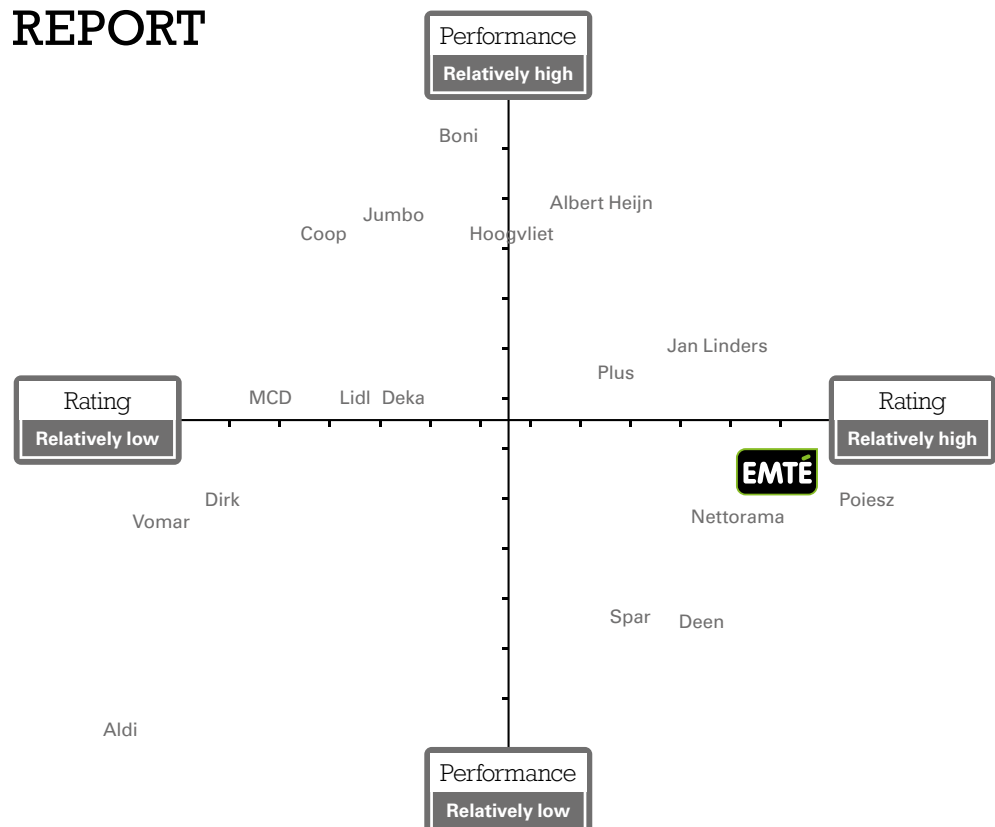 REPORT
Performance
Relatively high
Boni
Albert Heijn
Jumbo
Coop
Hoogvliet
Jan Linders
Plus
MCD
Lidl
Deka
Rating
Relatively low
Rating
Relatively high
EMTÉ
Dirk
Poiesz
Vomar
Nettorama
Spar
Deen
Aldi
Performance
Relatively low